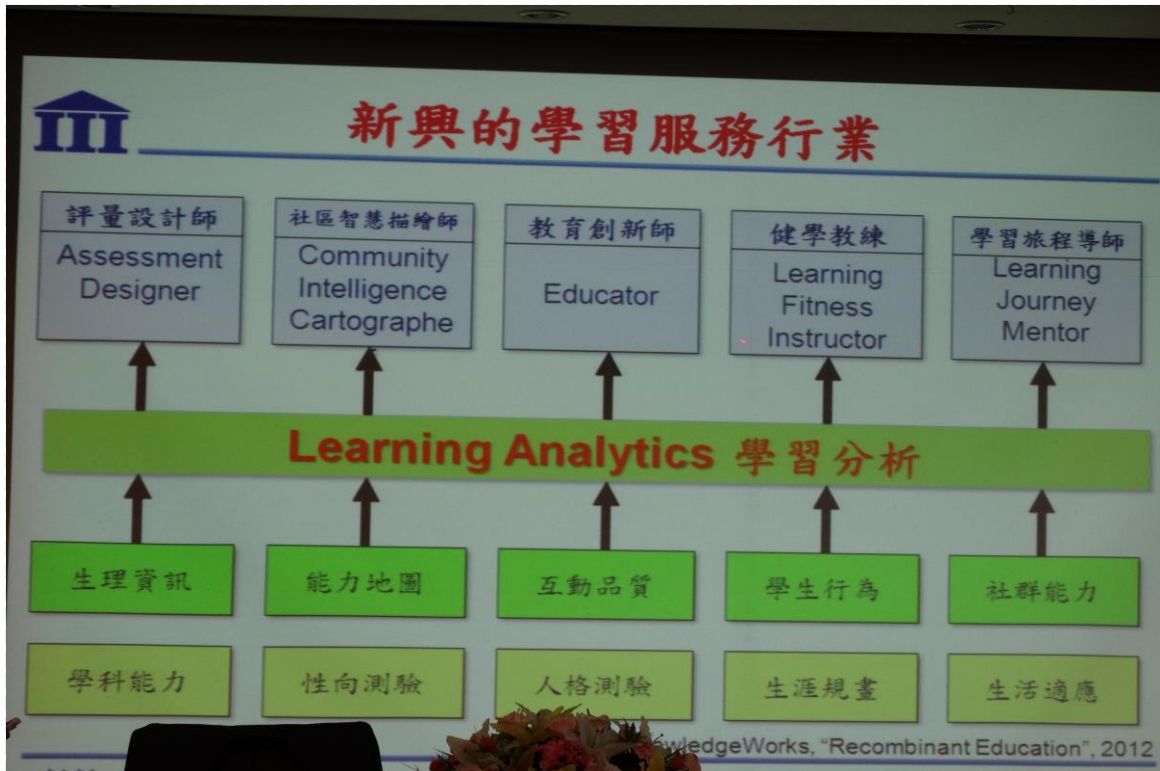 新興的學習服務行業
評量設計師
Assessment
Designer
社區智慧描繪師
Community
Intelligence
Cartographe
教育創新師
Educator
健學教練
Learning
Fitness
Instructor
學習旅程導師
Learning
Journey
Mentor
Learning Analytics 學習分析
生理資訊
能力地圖
互動品質
學生行為
社群能力
學科能力
性向測驗
人格測驗
生涯規畫
生活適應
"Recombinant Education", 2012